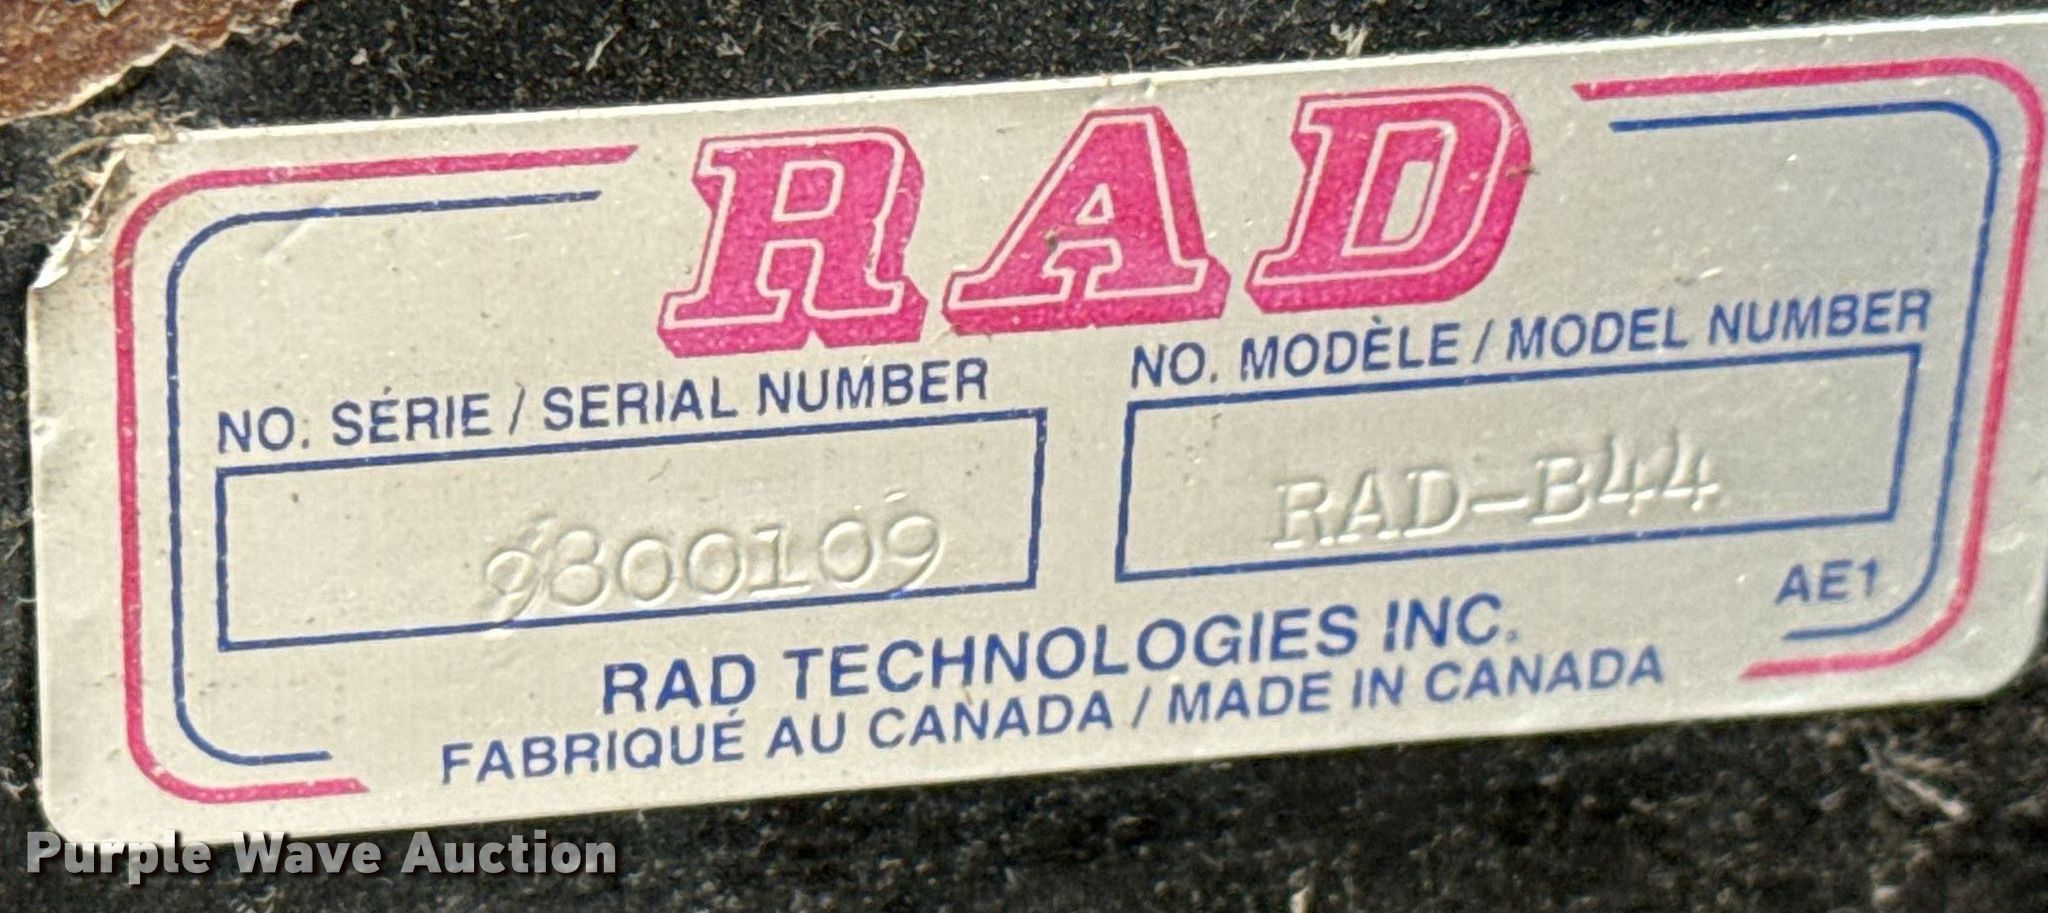 RAD
NO. SÉRIE / SERIAL NUMBER
NO. MODÈLE / MODEL NUMBER
9800109
RAD-B44
AE1
RAD TECHNOLOGIES INC.
FABRIQUÉ AU CANADA / MADE IN CANADA
Purple Wave Auction